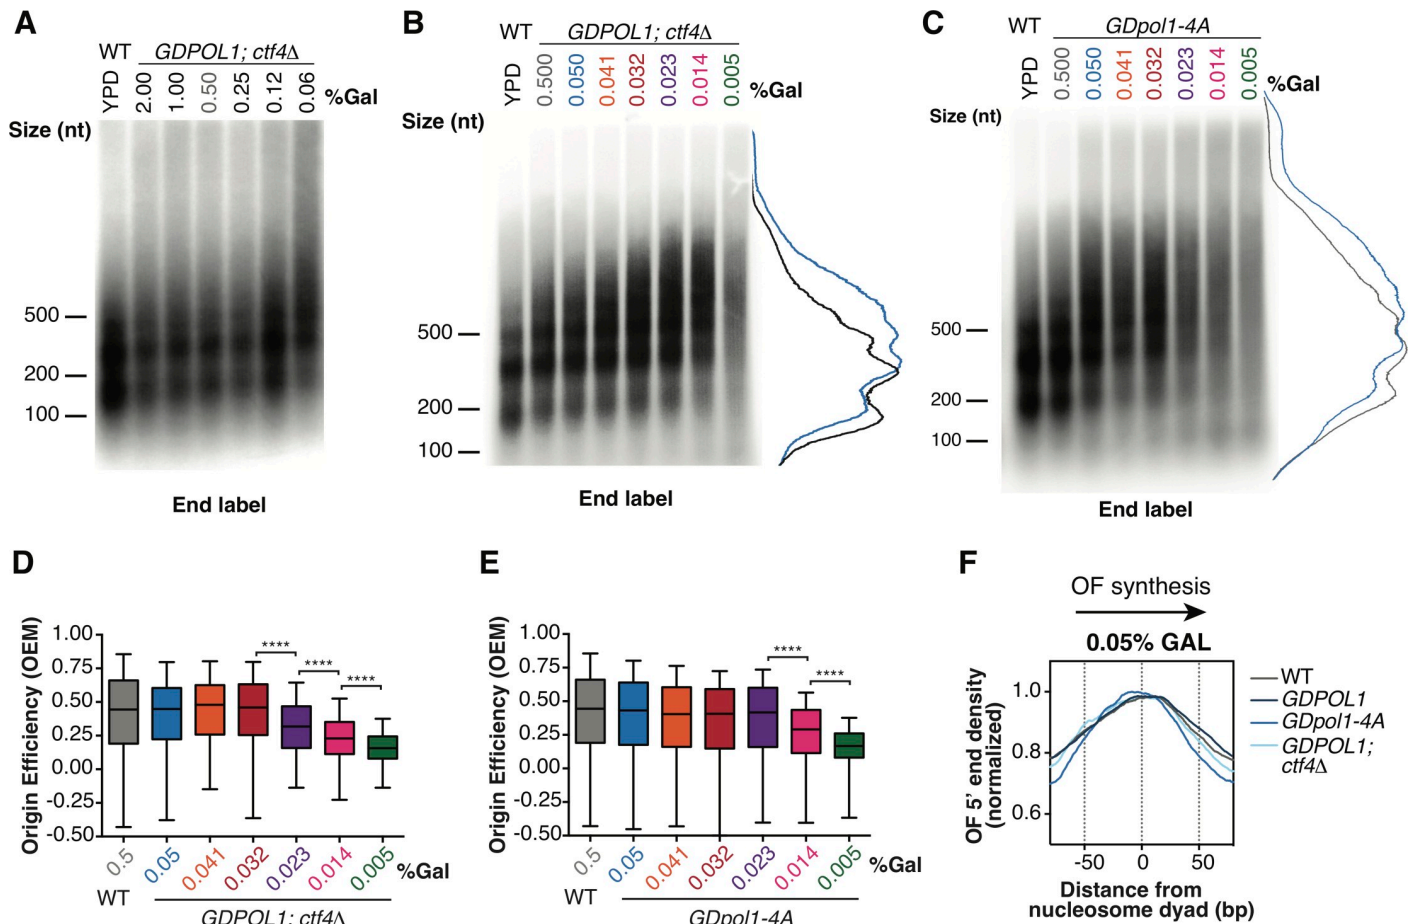 A
WT
GDPOL1; ctf4Δ
YPD
2.00
1.00
0.50
0.25
0.12
0.06
%Gal
Size (nt)
500
200
100
End label
B
WT
GDPOL1; ctf4Δ
YPD
0.500
0.050
0.041
0.032
0.023
0.014
0.005
%Gal
Size (nt)
500
200
100
End label
C
WT
GDpol1-4A
YPD
0.500
0.050
0.041
0.032
0.023
0.014
0.005
%Gal
Size (nt)
500
200
100
End label
D
Origin Efficiency (OEM)
1.00
0.75
0.50
0.25
0.00
-0.25
-0.50
****
****
****
0.5
0.05
0.041
0.032
0.023
0.014
0.005
%Gal
WT
GDPOL1; ctf4Δ
E
Origin Efficiency (OEM)
1.00
0.75
0.50
0.25
0.00
-0.25
-0.50
****
****
0.5
0.05
0.041
0.032
0.023
0.014
0.005
%Gal
WT
GDpol1-4A
F
OF synthesis
0.05% GAL
OF 5' end density
(normalized)
1.0
0.8
0.6
-50
0
50
Distance from
nucleosome dyad (bp)
WT
GDPOL1
GDpol1-4A
GDPOL1;
ctf4Δ